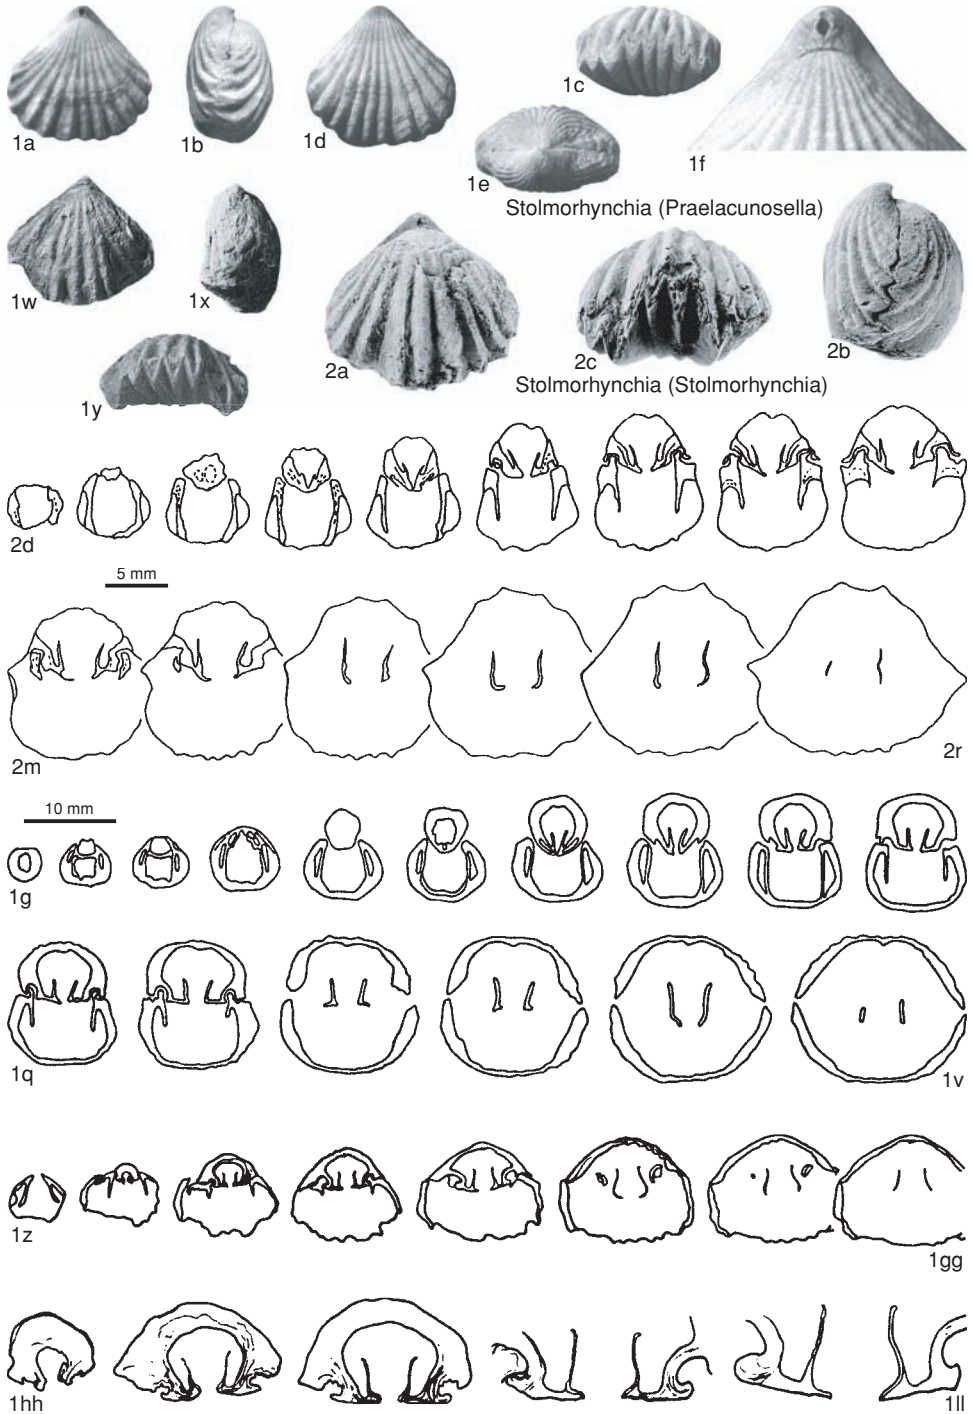 1a
1b
1d
1c
1f
1e
Stolmorhynchia (Praelacunosella)
1w
1x
2a
2c
2b
Stolmorhynchia (Stolmorhynchia)
1y
2d
5 mm
2m
2r
10 mm
1g
1q
1v
1z
1gg
1hh
1ll